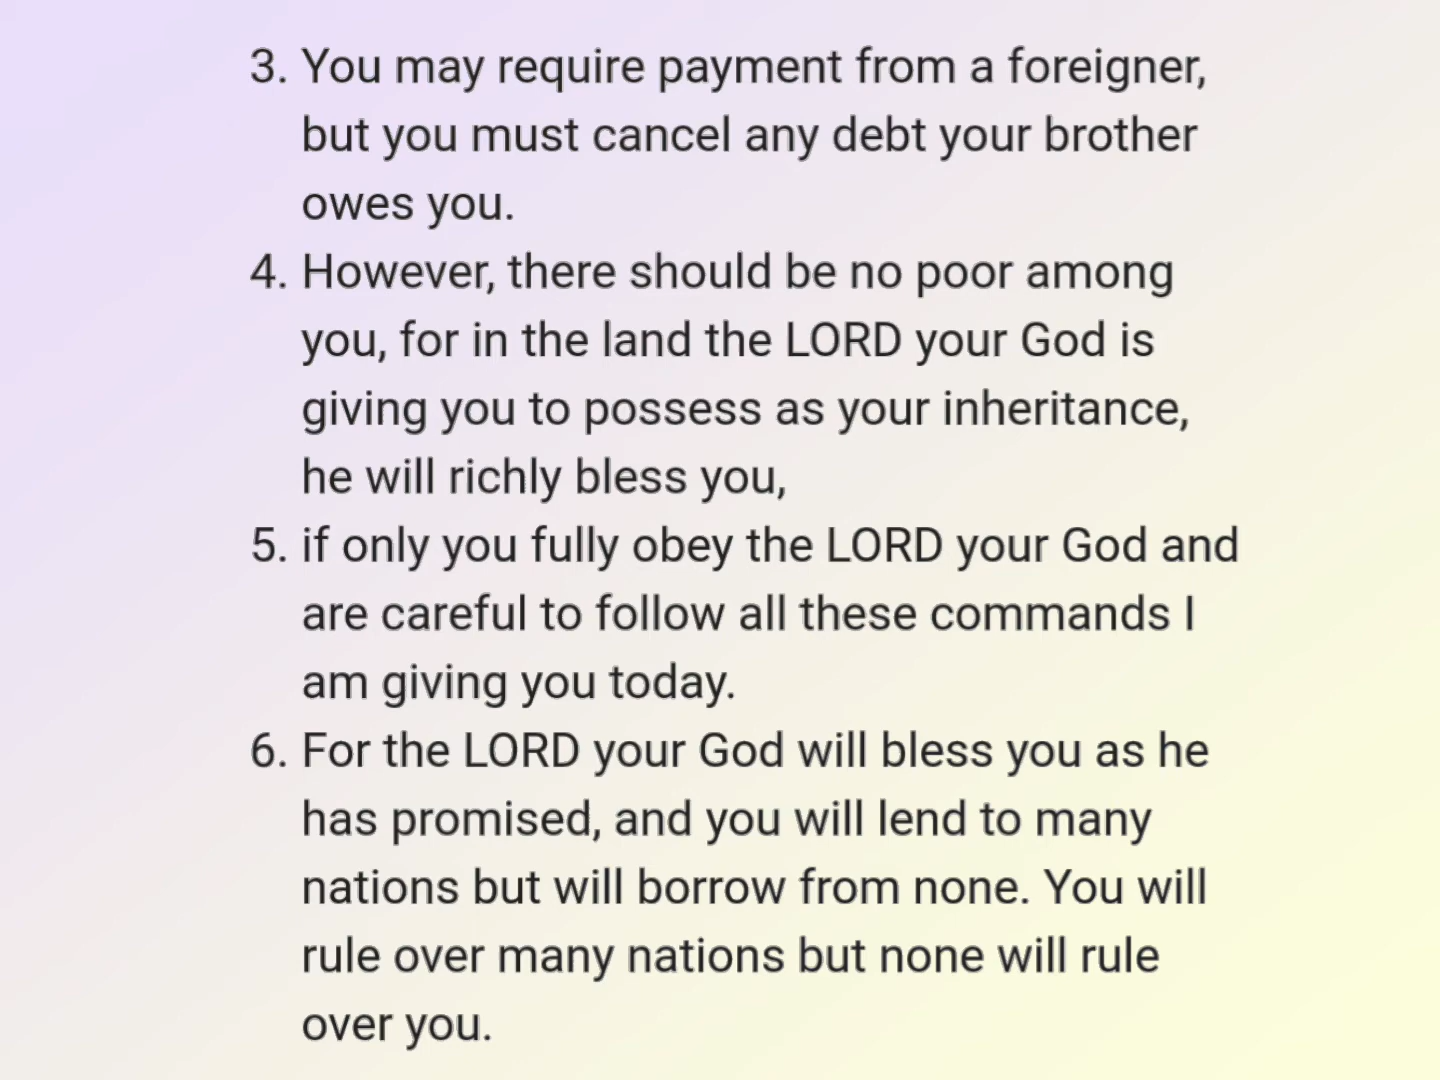 3. You may require payment from a foreigner,
but you must cancel any debt your brother
owes you.
4. However, there should be no poor among
you, for in the land the LORD your God is
giving you to possess as your inheritance,
he will richly bless you,
5. if only you fully obey the LORD your God and
are careful to follow all these commands I
am giving you today.
6. For the LORD your God will bless you as he
has promised, and you will lend to many
nations but will borrow from none. You will
rule over many nations but none will rule
over you.